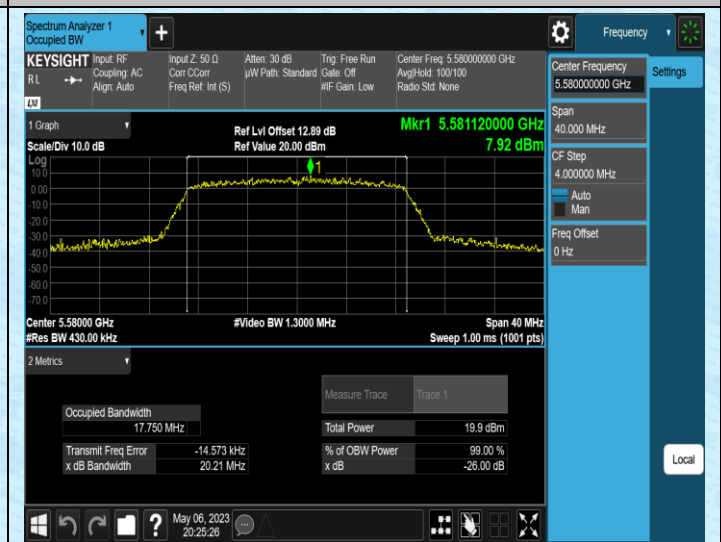 Spectrum Analyzer 1
Occupied BW
+
Frequency
KEYSIGHT
RL
LXI
Input: RF
Coupling: AC
Align: Auto
Input Z: 50 Ω
Corr CCorr
Freq Ref: Int (S)
Atten: 30 dB
µW Path: Standard
Trig: Free Run
Gate: Off
#IF Gain: Low
Center Freq: 5.580000000 GHz
Avg|Hold: 100/100
Radio Std: None
Center Frequency
5.580000000 GHz
Settings
Span
40.000 MHz
CF Step
4.000000 MHz
Auto
Man
Freq Offset
0 Hz
1 Graph
Scale/Div 10.0 dB
Ref Lvl Offset 12.89 dB
Ref Value 20.00 dBm
Mkr1 5.581120000 GHz
7.92 dBm
Log
10.0
0.00
-10.0
-20.0
-30.0
-40.0
-50.0
-60.0
-70.0
1
Center 5.58000 GHz
#Res BW 430.00 kHz
#Video BW 1.3000 MHz
Span 40 MHz
Sweep 1.00 ms (1001 pts)
2 Metrics
Measure Trace Trace 1
Occupied Bandwidth
17.750 MHz
Total Power 19.9 dBm
Transmit Freq Error -14.573 kHz
% of OBW Power 99.00 %
x dB Bandwidth 20.21 MHz
x dB -26.00 dB
Local
?
May 06, 2023
20:25:26